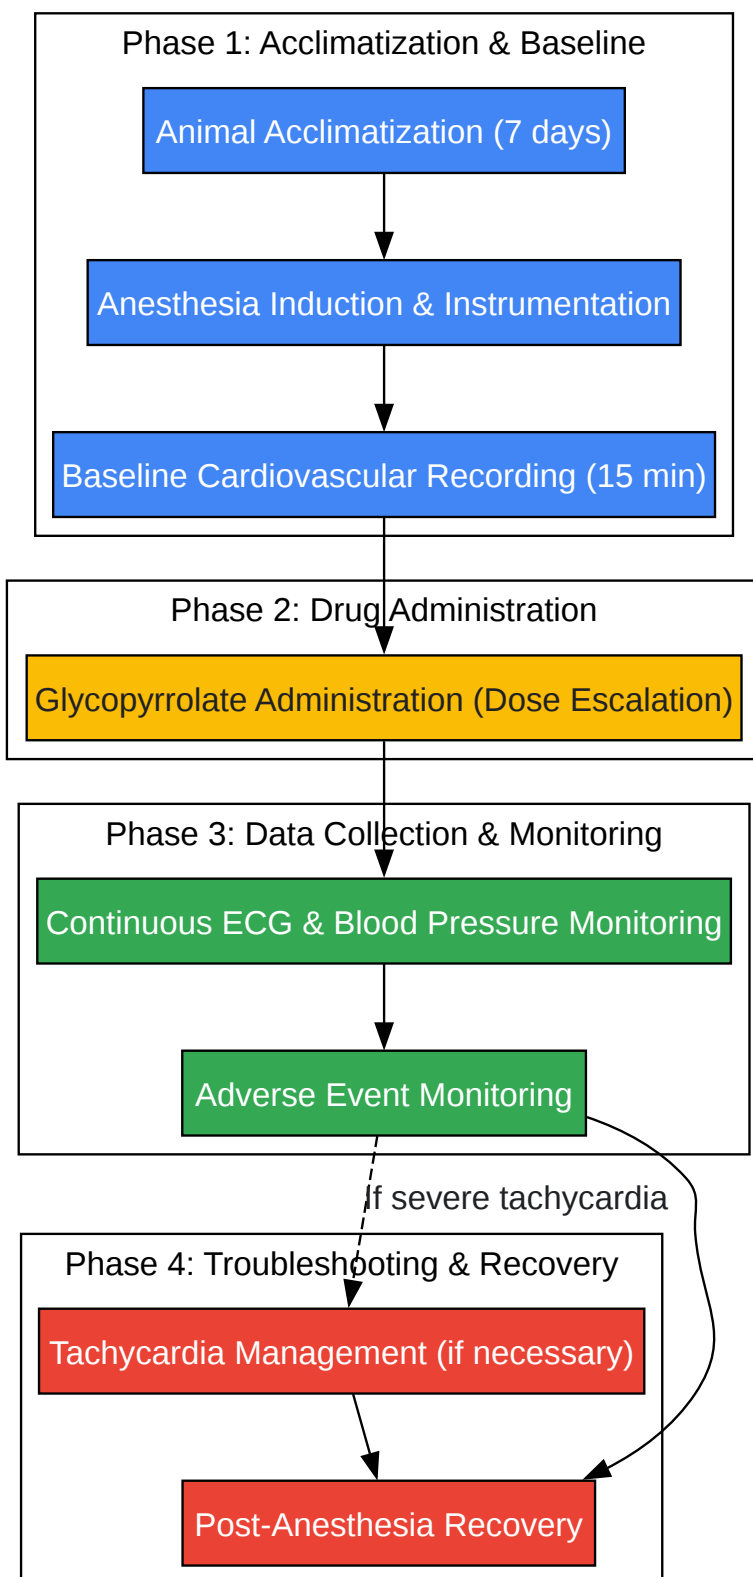 Phase 1: Acclimatization & Baseline
Animal Acclimatization (7 days)
Anesthesia Induction & Instrumentation
Baseline Cardiovascular Recording (15 min)
Phase 2: Drug Administration
Glycopyrrolate Administration (Dose Escalation)
Phase 3: Data Collection & Monitoring
Continuous ECG & Blood Pressure Monitoring
Adverse Event Monitoring
If severe tachycardia
Phase 4: Troubleshooting & Recovery
Tachycardia Management (if necessary)
Post-Anesthesia Recovery